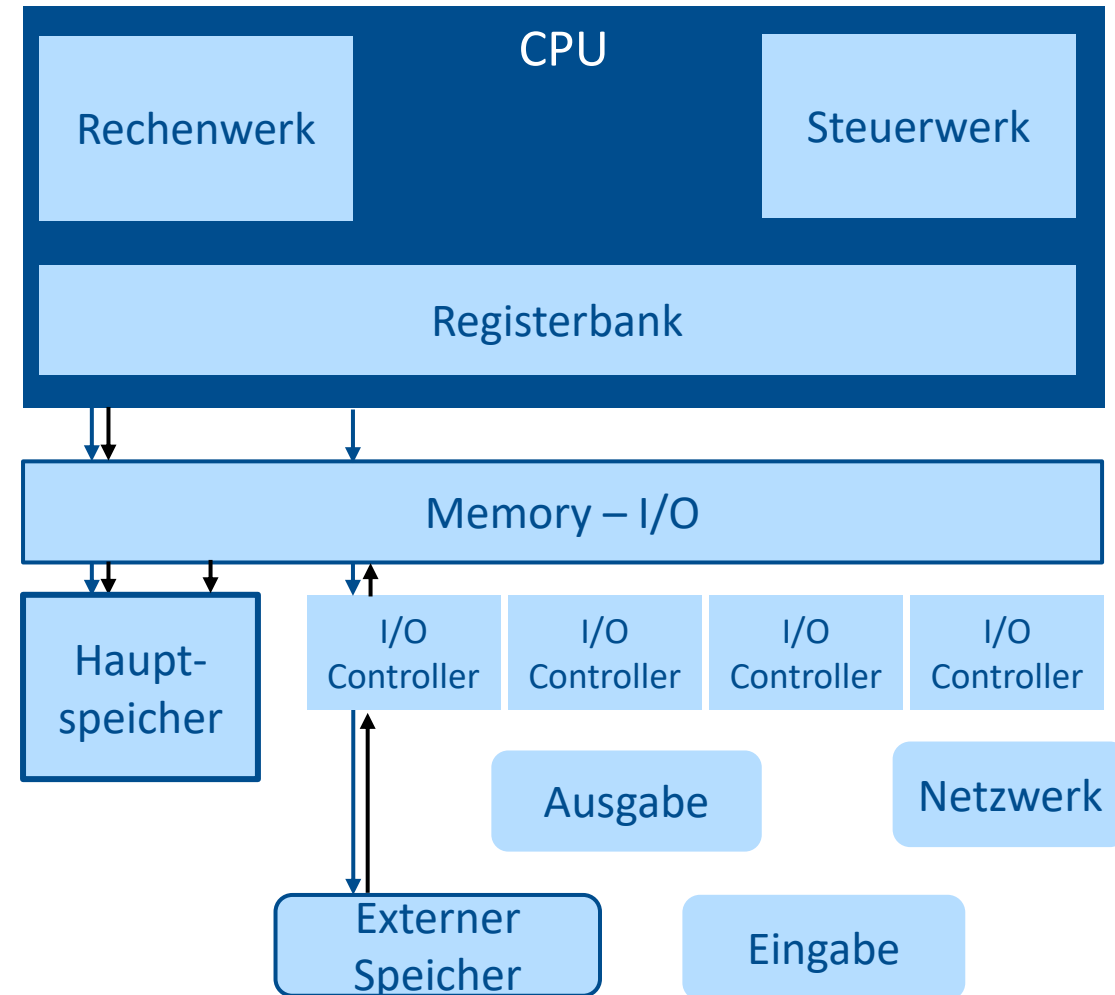 CPU
Rechenwerk
Steuerwerk
Registerbank
Memory – I/O
Haupt-
speicher
I/O
Controller
I/O
Controller
I/O
Controller
I/O
Controller
Ausgabe
Netzwerk
Externer
Speicher
Eingabe